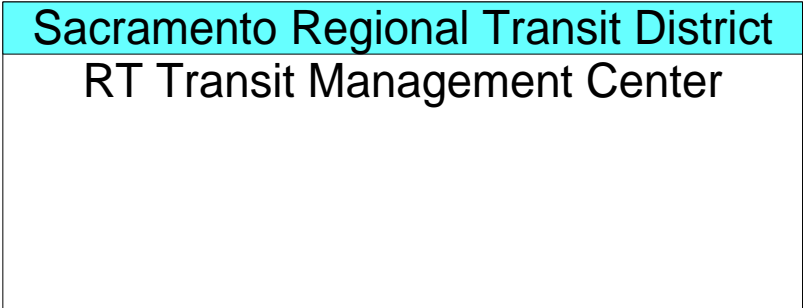 Sacramento Regional Transit District
RT Transit Management Center